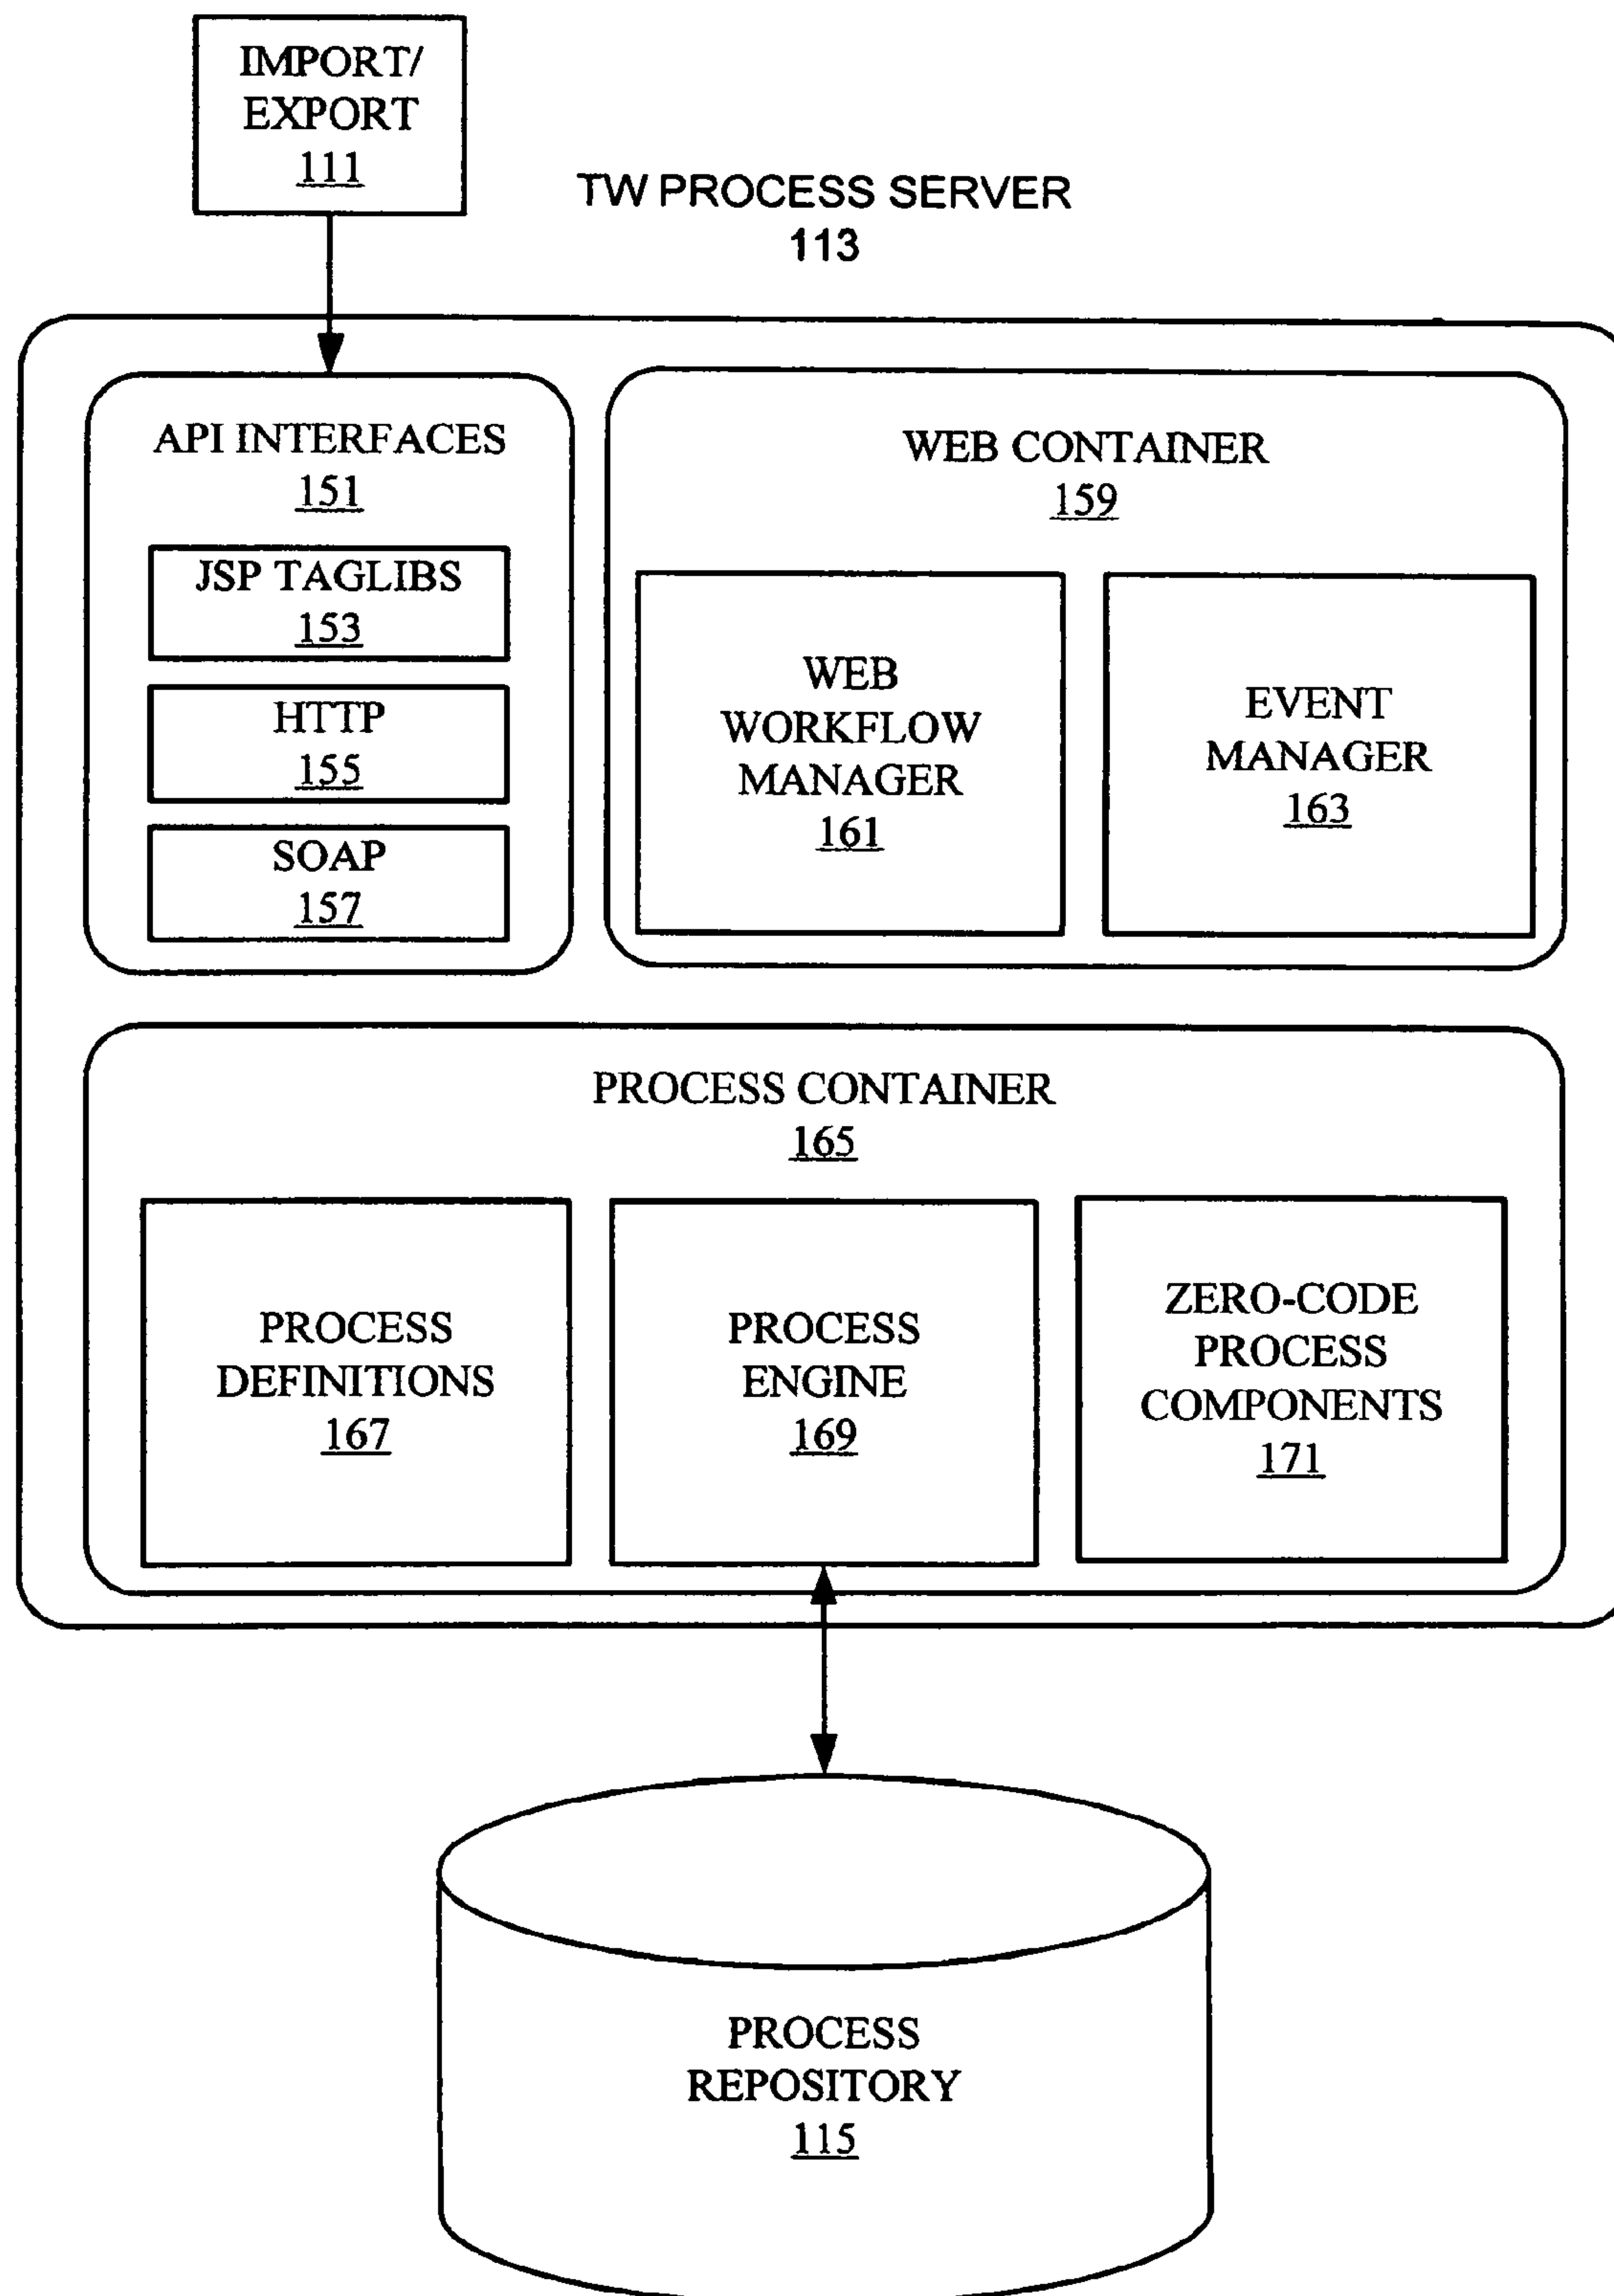 IMPORT/
EXPORT
111
TW PROCESS SERVER
113
API INTERFACES
151
JSP TAGLIBS
153
HTTP
155
SOAP
157
WEB CONTAINER
159
WEB
WORKFLOW
MANAGER
161
EVENT
MANAGER
163
PROCESS CONTAINER
165
PROCESS
DEFINITIONS
167
PROCESS
ENGINE
169
ZERO-CODE
PROCESS
COMPONENTS
171
PROCESS
REPOSITORY
115